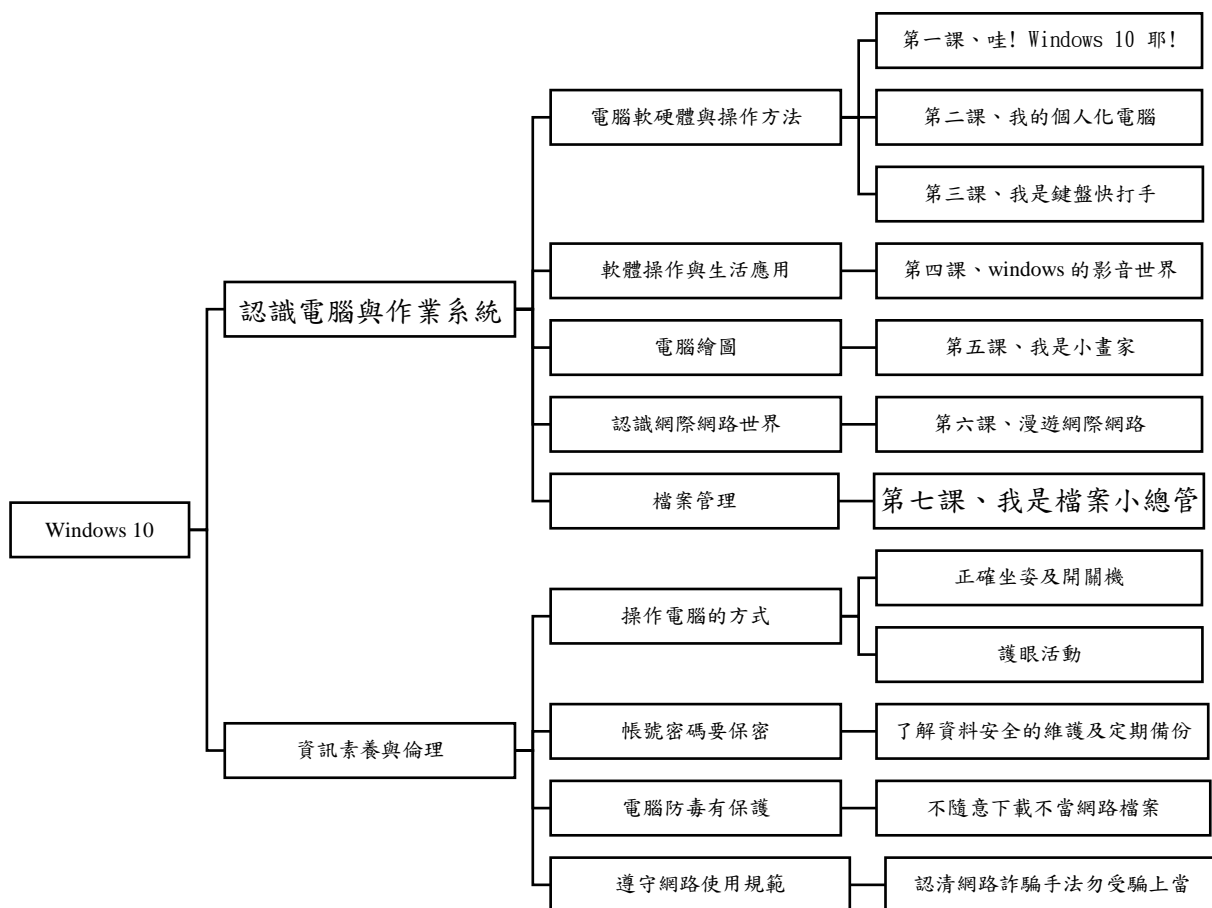 第一課、哇! Windows 10 耶!
電腦軟硬體與操作方法
第二課、我的個人化電腦
第三課、我是鍵盤快打手
軟體操作與生活應用
第四課、windows 的影音世界
認識電腦與作業系統
電腦繪圖
第五課、我是小畫家
認識網際網路世界
第六課、漫遊網際網路
檔案管理
第七課、我是檔案小總管
Windows 10
正確坐姿及開關機
操作電腦的方式
護眼活動
資訊素養與倫理
帳號密碼要保密
了解資料安全的維護及定期備份
電腦防毒有保護
不隨意下載不當網路檔案
遵守網路使用規範
認清網路詐騙手法勿受騙上當